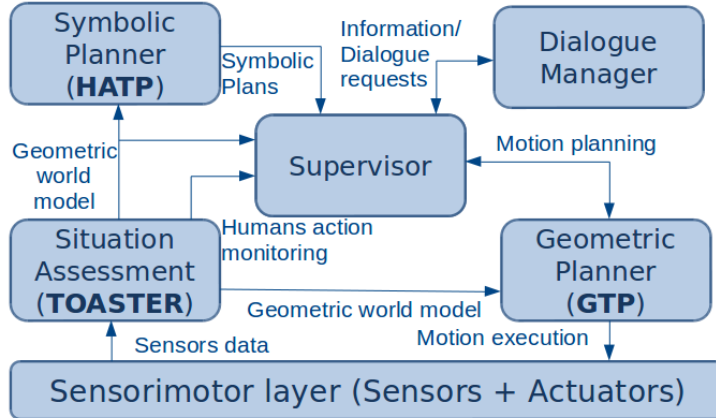 Symbolic
Planner
(HATP)
Symbolic
Plans
Information/
Dialogue
requests
Dialogue
Manager
Geometric
world
model
Supervisor
Motion planning
Humans action
monitoring
Situation
Assessment
(TOASTER)
Geometric
Planner
(GTP)
Geometric world model
Sensors data
Motion execution
Sensorimotor layer (Sensors + Actuators)